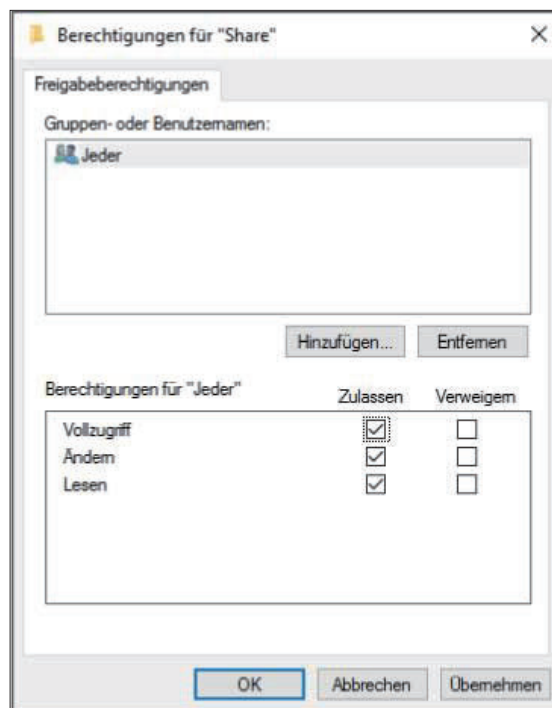 Berechtigungen für "Share"
Freigabeberechtigungen
Gruppen- oder Benutzernamen:
Jeder
Hinzufügen... Entfernen
Berechtigungen für "Jeder" Zulassen Verweigern
Vollzugriff
Ändern
Lesen
OK Abbrechen Übernehmen